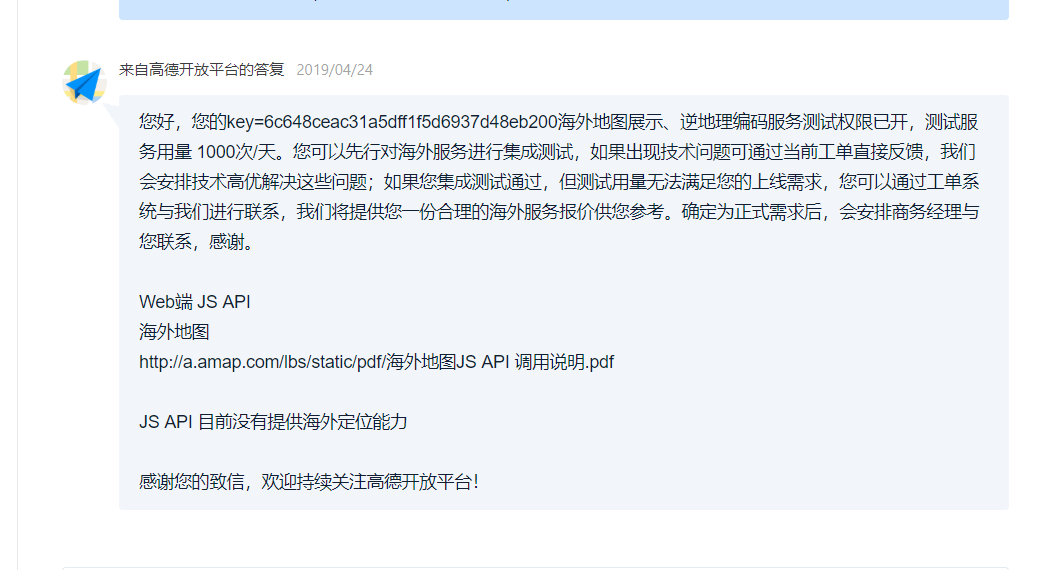 来自高德开放平台的答复 2019/04/24
您好，您的key=6c648ceac31a5dff1f5d6937d48eb200海外地图展示、逆地理编码服务测试权限已开，测试服
务用量 1000次/天。您可以先行对海外服务进行集成测试，如果出现技术问题可通过当前工单直接反馈，我们
会安排技术高优解决这些问题；如果您集成测试通过，但测试用量无法满足您的上线需求，您可以通过工单系
统与我们进行联系，我们将提供您一份合理的海外服务报价供您参考。确定为正式需求后，会安排商务经理与
您联系，感谢。
Web端 JS API
海外地图
http://a.amap.com/lbs/static/pdf/海外地图JS API 调用说明.pdf
JS API 目前没有提供海外定位能力
感谢您的致信，欢迎持续关注高德开放平台！